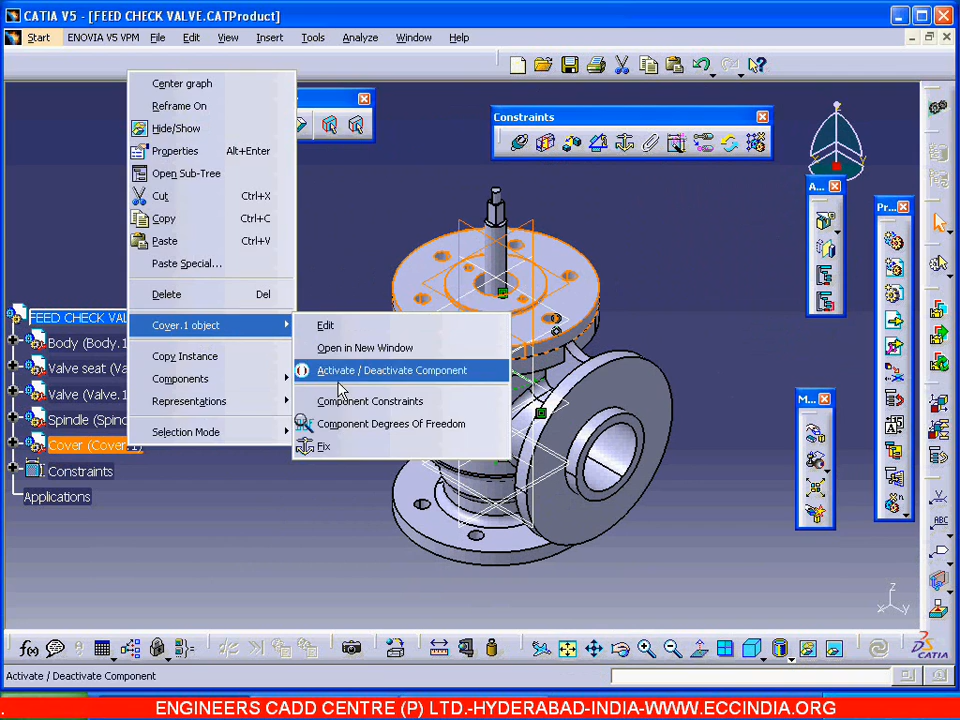 CATIA V5 - [FEED CHECK VALVE.CATProduct]
Start ENOVIA V5 VPM File Edit View Insert Tools Analyze Window Help
Center graph
Reframe On
Hide/Show
Properties Alt+Enter
Open Sub-Tree
Cut Ctrl+X
Copy Ctrl+C
Paste Ctrl+V
Paste Special...
Delete Del
Cover.1 object
Copy Instance
Components
Representations
Selection Mode
Edit
Open in New Window
Activate / Deactivate Component
Component Constraints
Component Degrees Of Freedom
Fix
Constraints
A...
Pr...
M...
FEED CHECK VAL
Body (Body.1
Valve seat (Va
Valve (Valve.1
Spindle (Spind
Cover (Cover.1)
Constraints
Applications
z
x y
ABC
f(x)
CATIA
Activate / Deactivate Component
. ENGINEERS CADD CENTRE (P) LTD.-HYDERABAD-INDIA-WWW.ECCINDIA.ORG